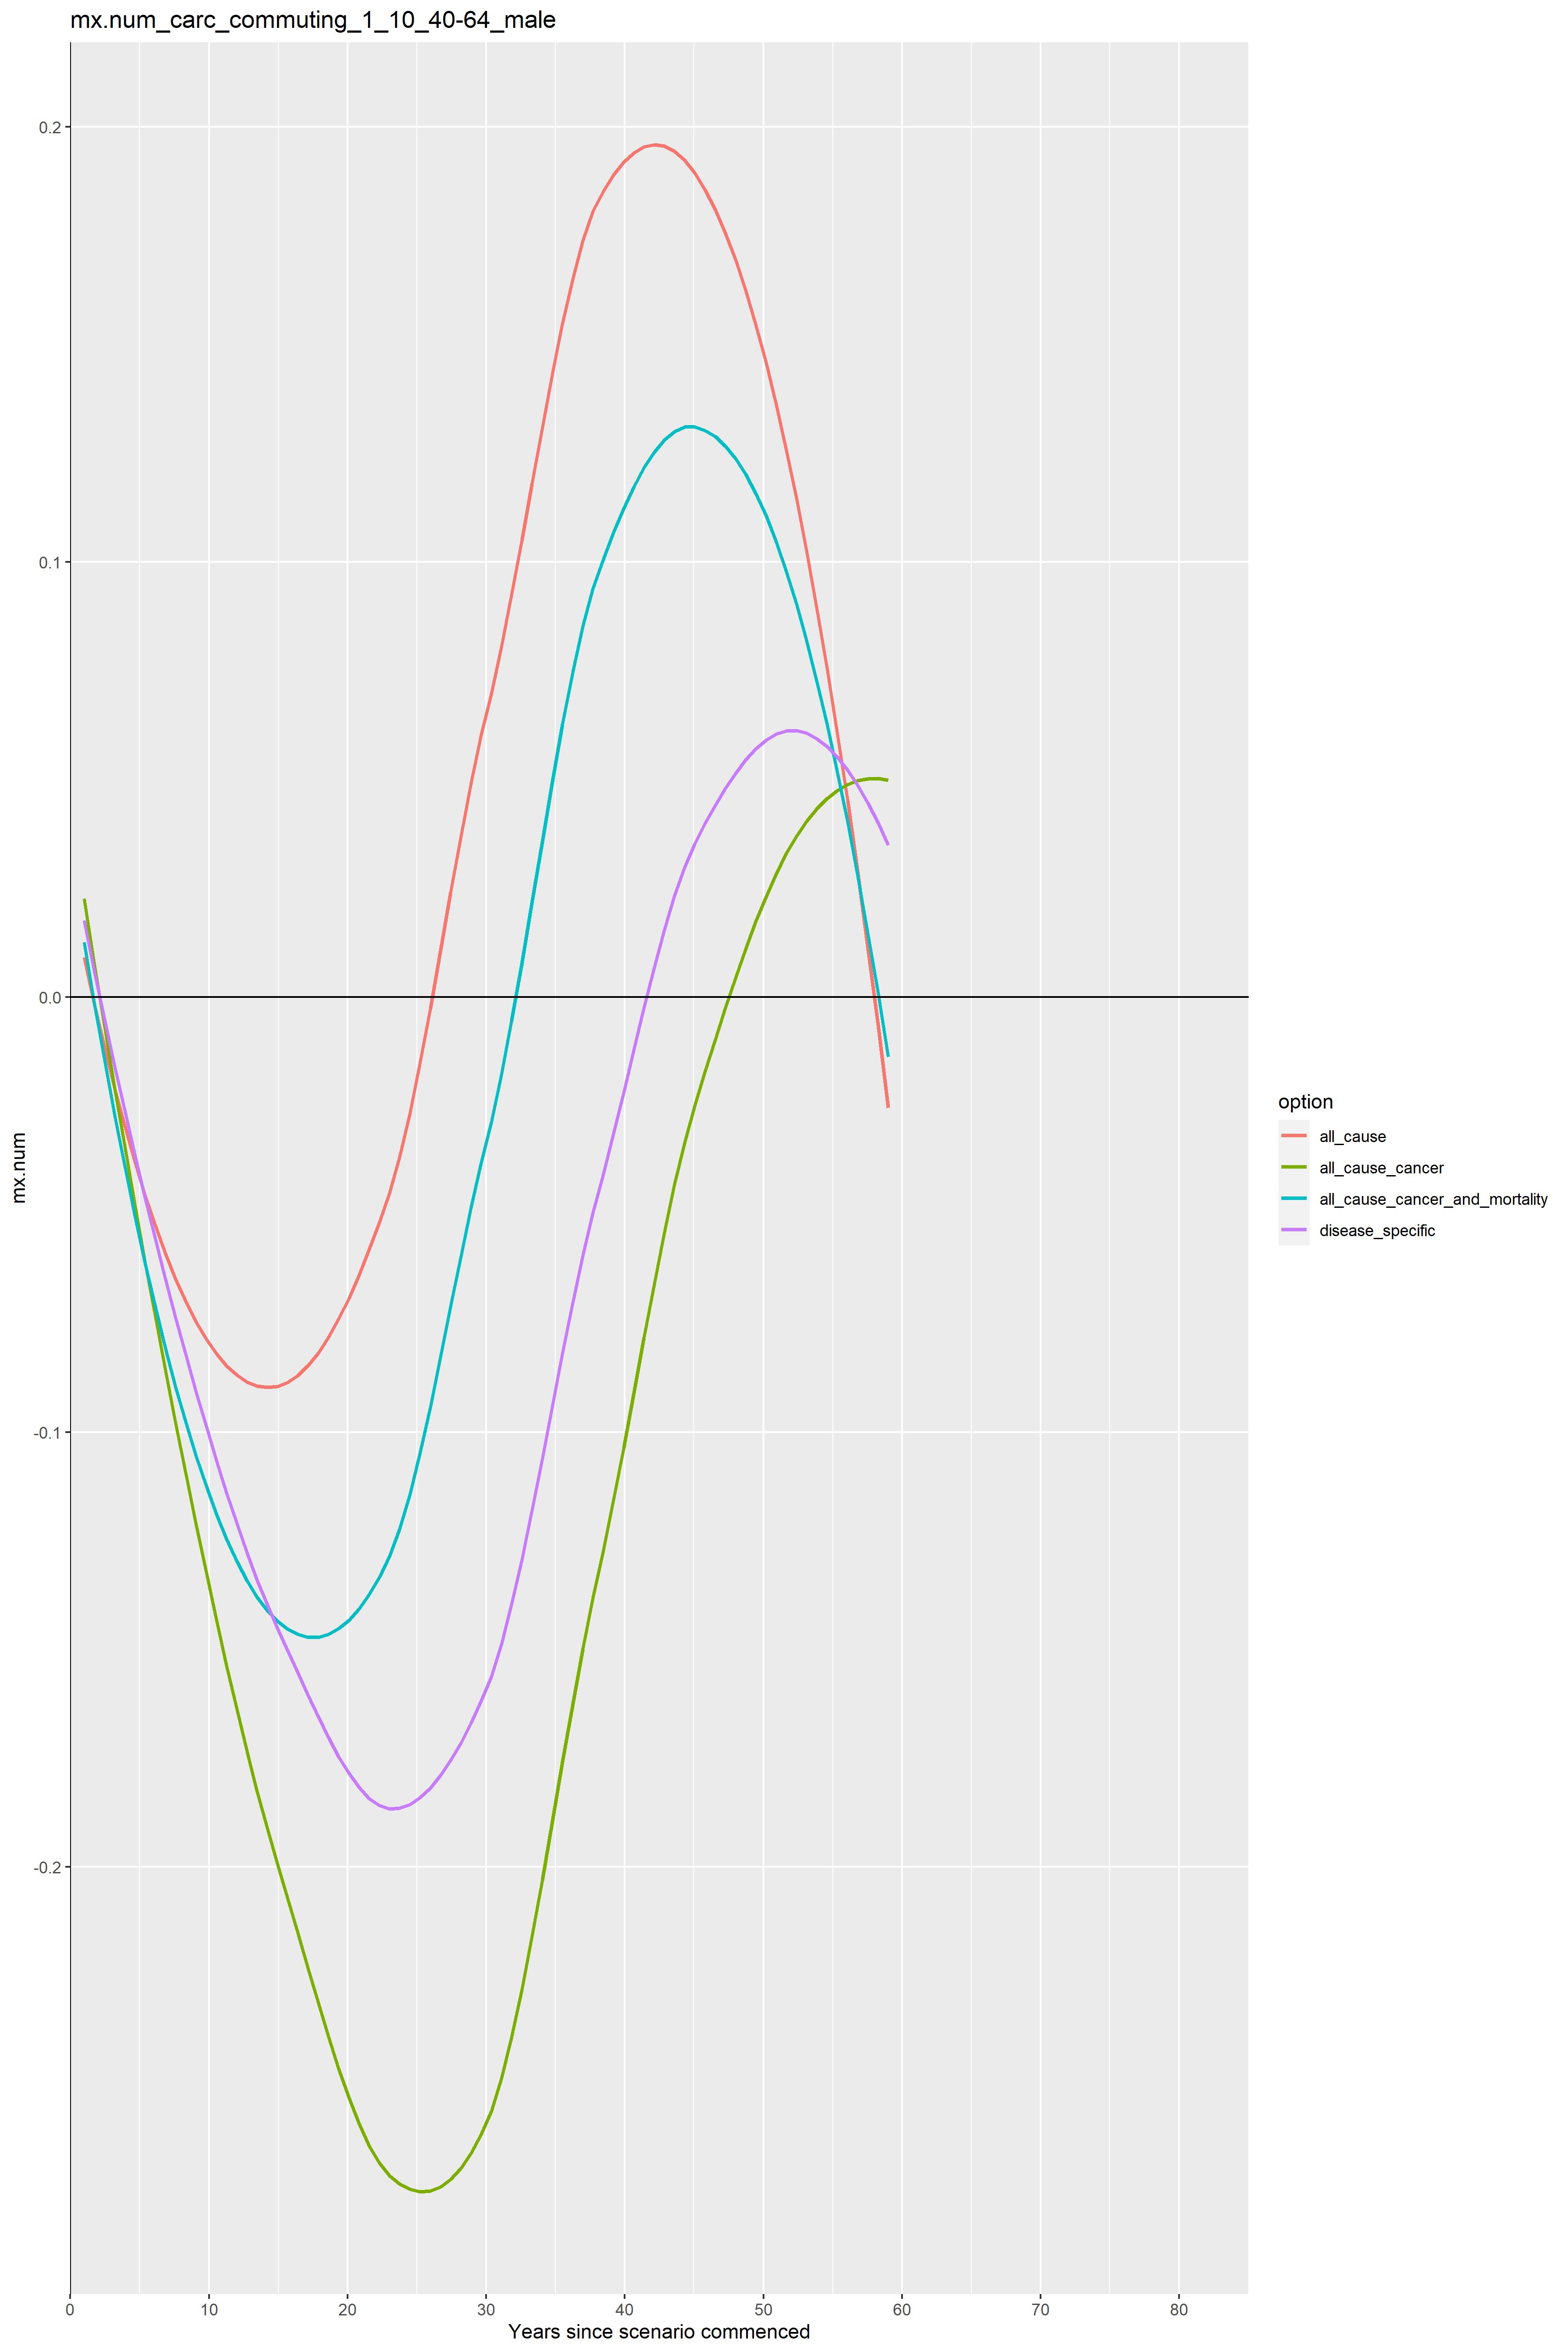 mx.num_carc_commuting_1_10_40-64_male
0.2
0.1
0.0
-0.1
-0.2
mx.num
0 10 20 30 40 50 60 70 80
Years since scenario commenced
option
all_cause
all_cause_cancer
all_cause_cancer_and_mortality
disease_specific